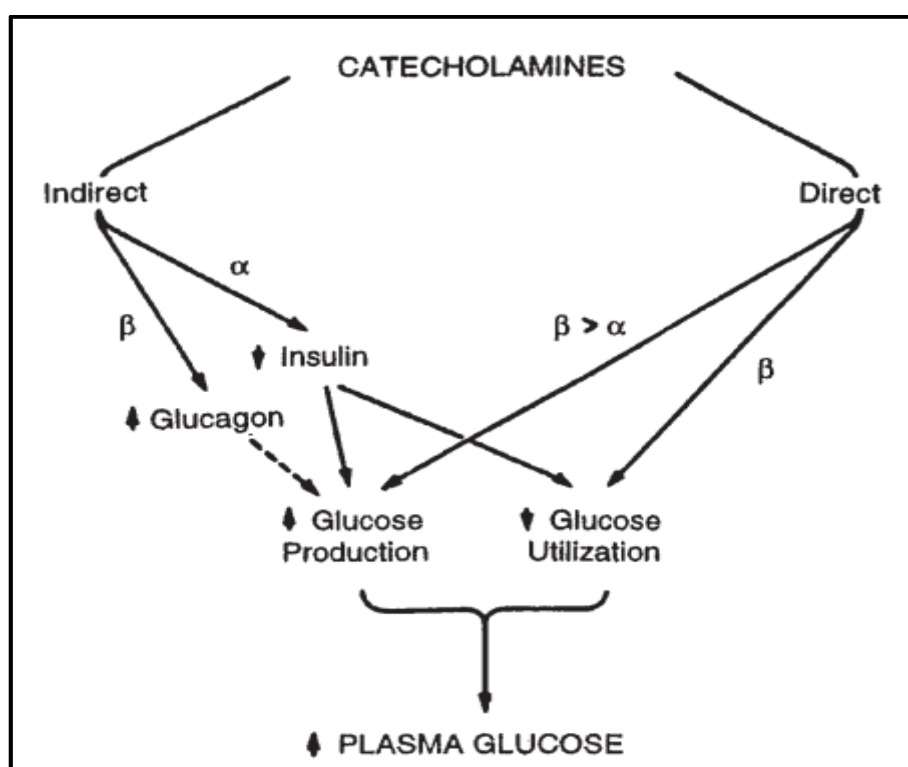 CATECHOLAMINES
Indirect
Direct
α
β
β > α
β
Insulin
Glucagon
Glucose
Production
Glucose
Utilization
PLASMA GLUCOSE